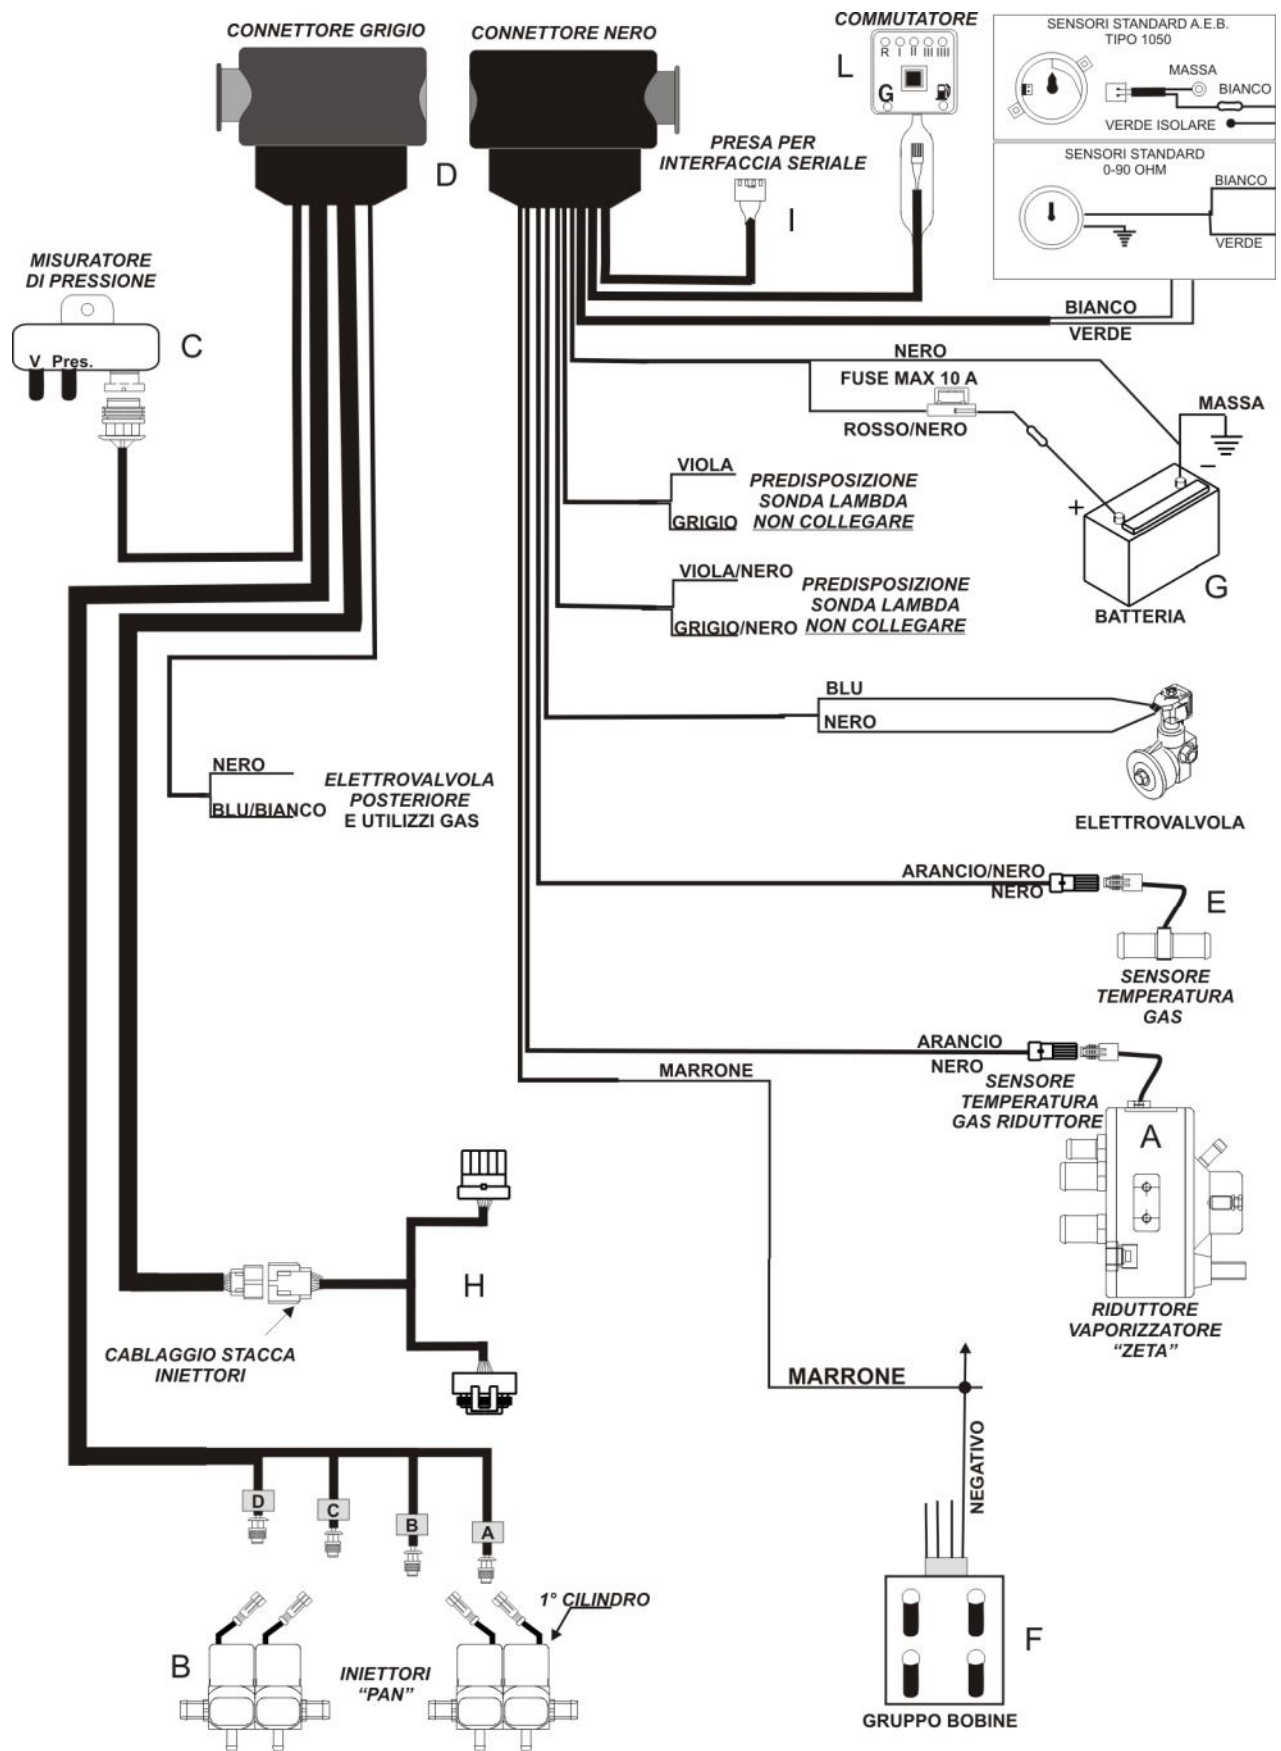 CONNETTORE GRIGIO
CONNETTORE NERO
COMMUTATORE
R I II III IIII
G
L
SENSORI STANDARD A.E.B.
TIPO 1050
MASSA
BIANCO
VERDE ISOLARE
SENSORI STANDARD
0-90 OHM
BIANCO
VERDE
D
PRESA PER
INTERFACCIA SERIALE
I
MISURATORE
DI PRESSIONE
V Pres.
C
BIANCO
VERDE
NERO
FUSE MAX 10 A
ROSSO/NERO
MASSA
+
−
G
BATTERIA
VIOLA
GRIGIO
PREDISPOSIZIONE
SONDA LAMBDA
NON COLLEGARE
VIOLA/NERO
GRIGIO/NERO
PREDISPOSIZIONE
SONDA LAMBDA
NON COLLEGARE
BLU
NERO
ELETTROVALVOLA
NERO
BLU/BIANCO
ELETTROVALVOLA
POSTERIORE
E UTILIZZI GAS
ARANCIO/NERO
NERO
E
SENSORE
TEMPERATURA
GAS
ARANCIO
NERO
MARRONE
SENSORE
TEMPERATURA
GAS RIDUTTORE
A
RIDUTTORE
VAPORIZZATORE
“ZETA”
H
CABLAGGIO STACCA
INIETTORI
MARRONE
NEGATIVO
D
C
B
A
1° CILINDRO
B
INIETTORI
“PAN”
F
GRUPPO BOBINE